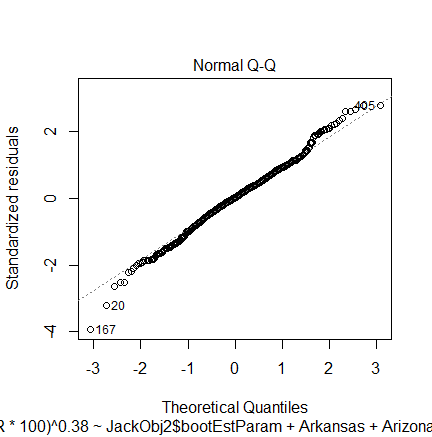 Normal Q-Q
Standardized residuals
2
0
-2
-4
405
20
167
-3 -2 -1 0 1 2 3
Theoretical Quantiles
R * 100)^0.38 ~ JackObj2$bootEstParam + Arkansas + Arizona